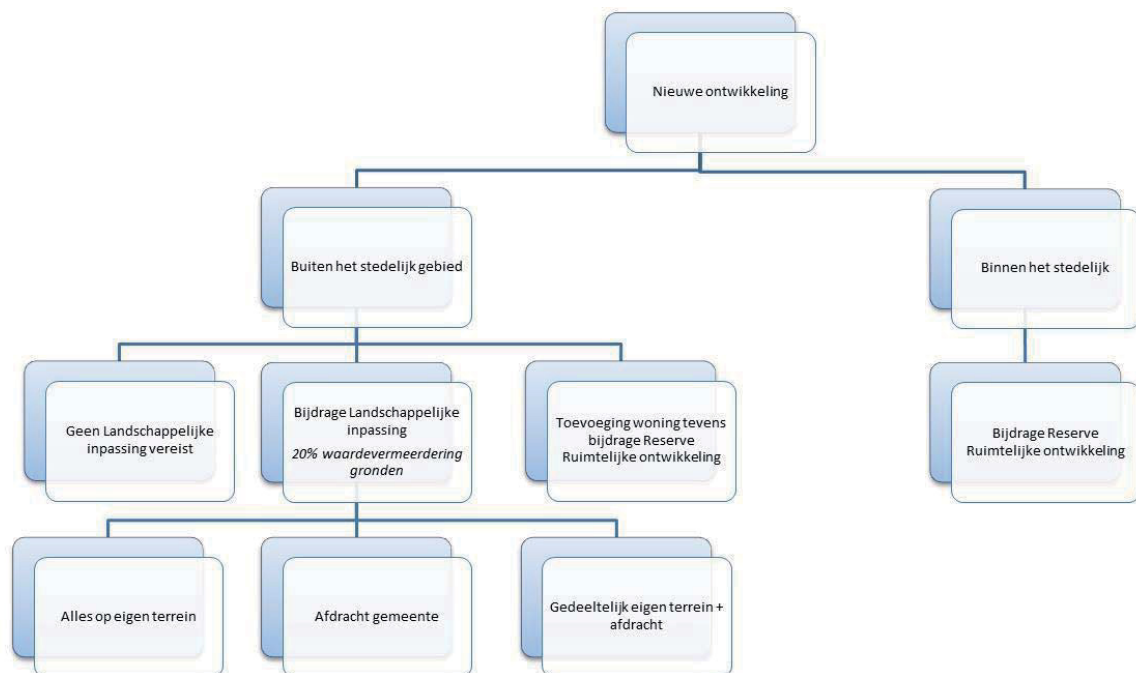 Nieuwe ontwikkeling
Buiten het stedelijk gebied
Binnen het stedelijk
Geen Landschappelijke
inpassing vereist
Bijdrage Landschappelijke
inpassing
20% waardevermeerdering
gronden
Toevoeging woning tevens
bijdrage Reserve
Ruimtelijke ontwikkeling
Bijdrage Reserve
Ruimtelijke ontwikkeling
Alles op eigen terrein
Afdracht gemeente
Gedeeltelijk eigen terrein +
afdracht